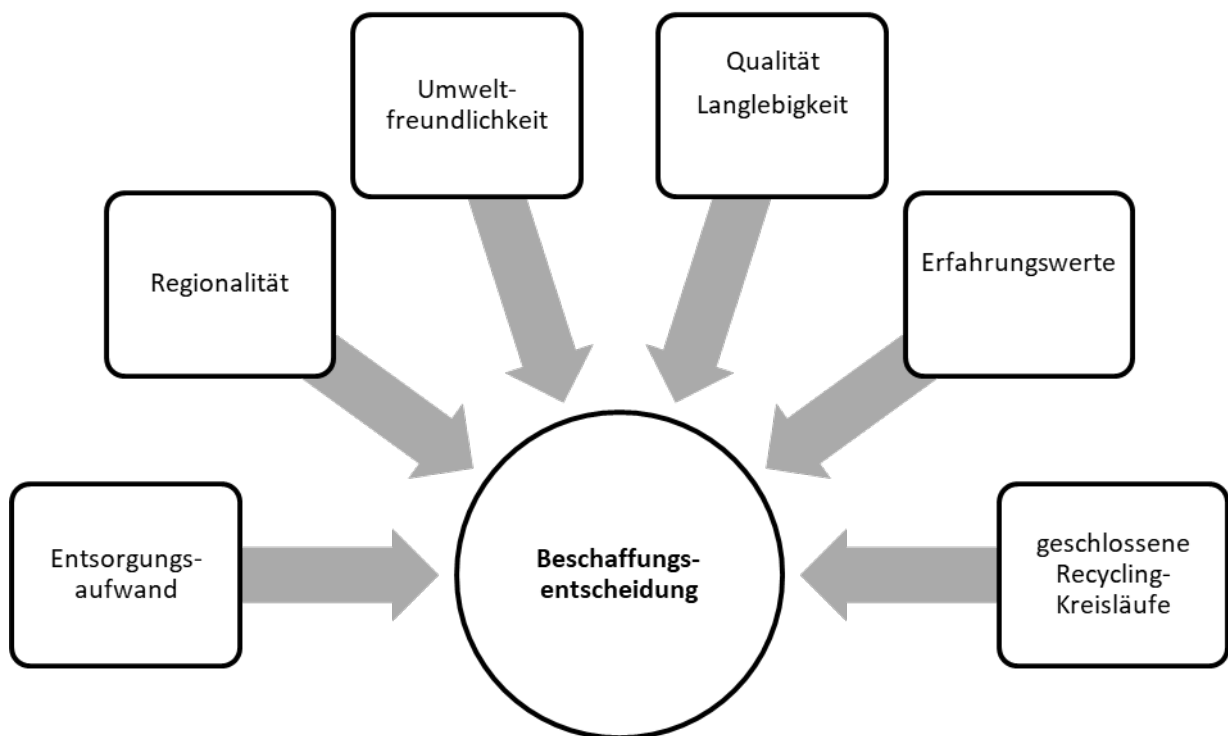 Umwelt-
freundlichkeit
Qualität
Langlebigkeit
Regionalität
Erfahrungswerte
Entsorgungs-
aufwand
Beschaffungs-
entscheidung
geschlossene
Recycling-
Kreisläufe